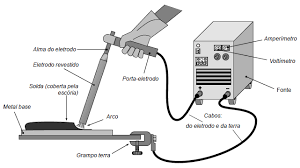 Alma do eletrodo
Eletrodo revestido
Solda (coberta pela
escória)
Metal base
Arco
Grampo terra
Porta-eletrodo
Cabos:
do eletrodo e da terra
Amperímetro
Voltímetro
Fonte